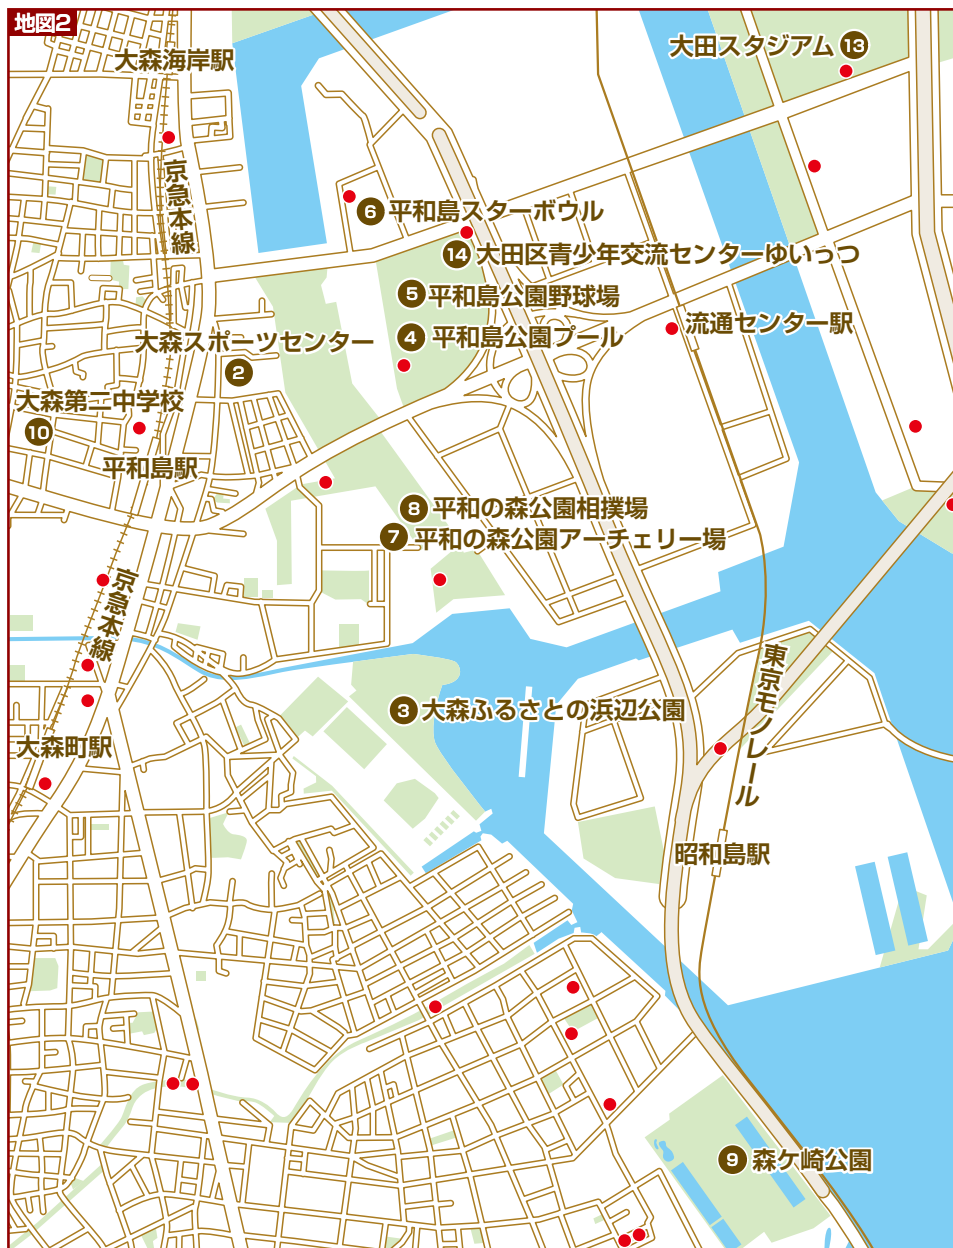 地図2
大田スタジアム 13
大森海岸駅
京急本線
6 平和島スターボウル
14 大田区青少年交流センターゆいっつ
5 平和島公園野球場
流通センター駅
4 平和島公園プール
大森スポーツセンター
2
大森第二中学校
10
平和島駅
8 平和の森公園相撲場
7 平和の森公園アーチェリー場
京急本線
東京モノレール
3 大森ふるさとの浜辺公園
大森町駅
昭和島駅
9 森ケ崎公園